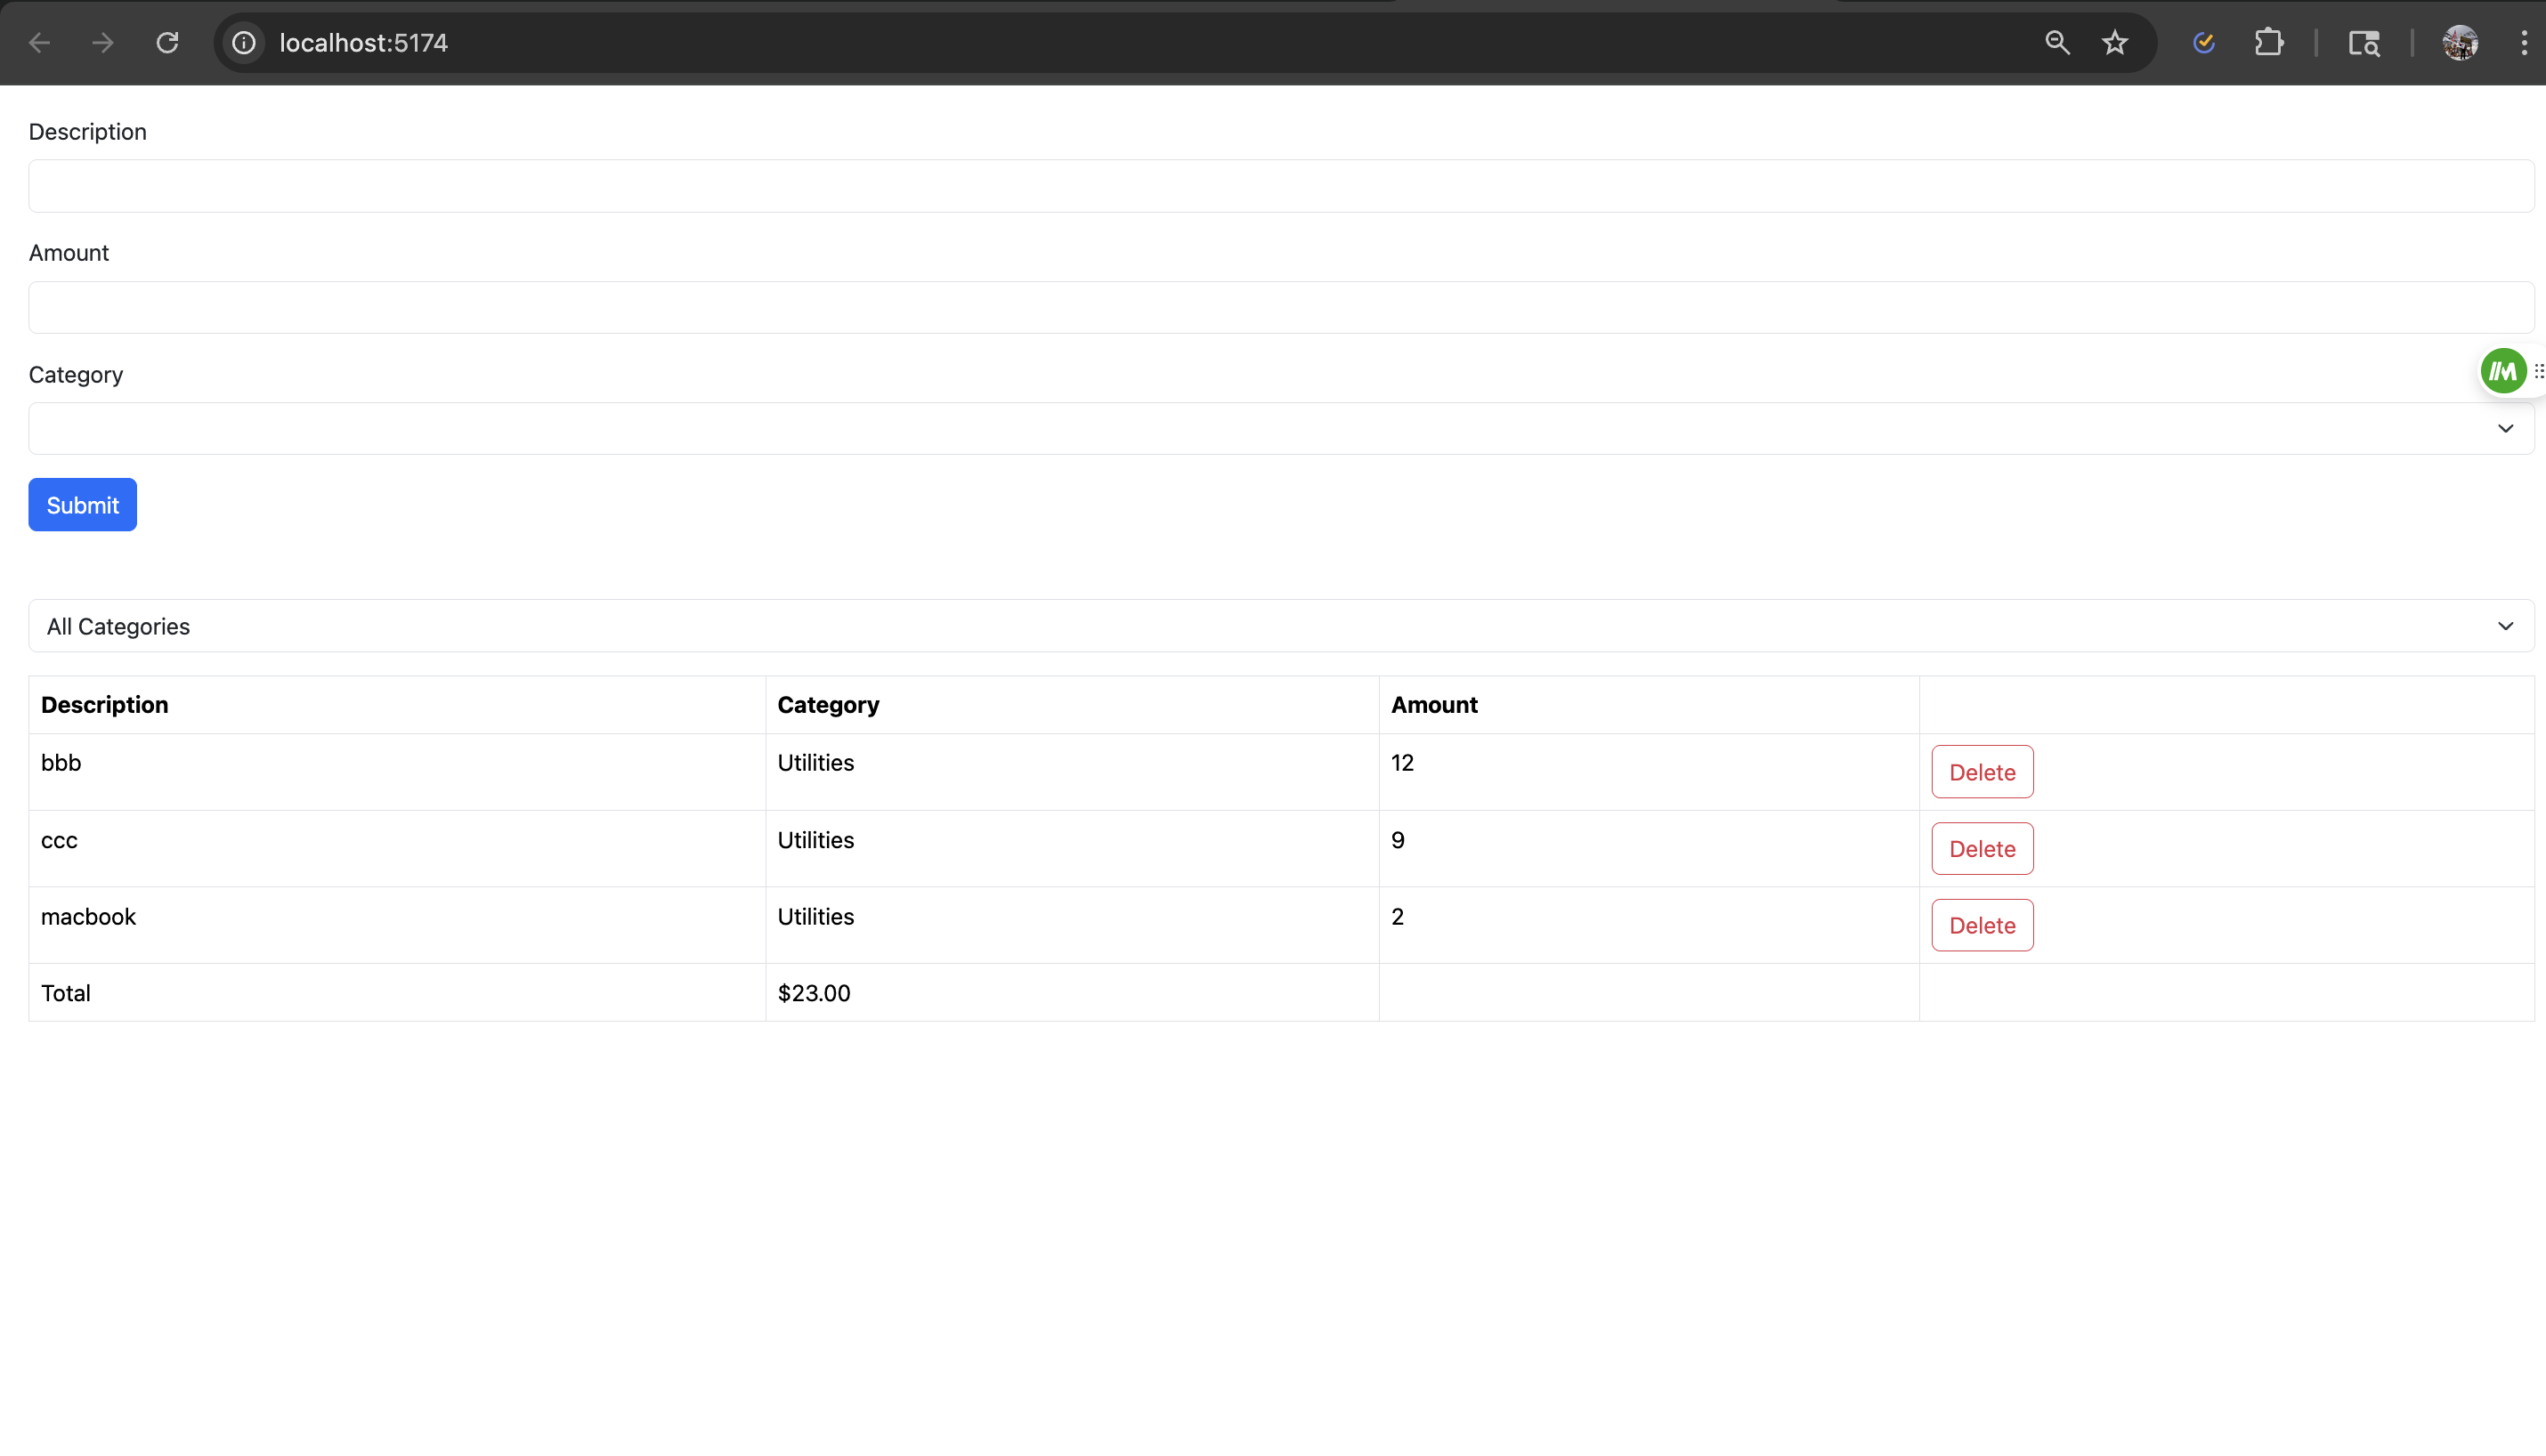 localhost:5174
Description
Amount
Category
Submit
All Categories
Description Category Amount
bbb Utilities 12 Delete
ccc Utilities 9 Delete
macbook Utilities 2 Delete
Total $23.00